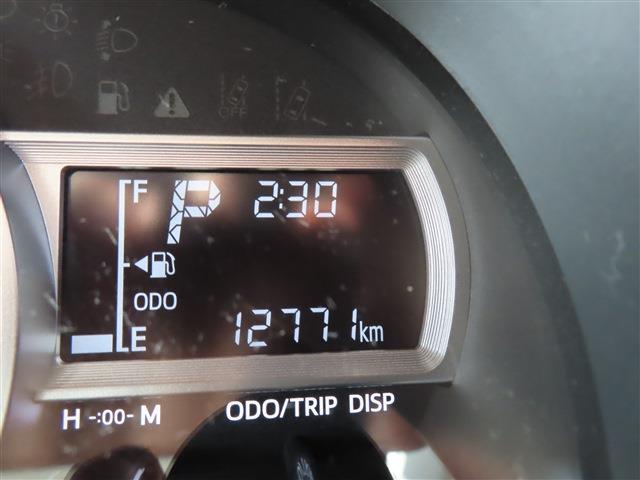 OFF
F P 2:30
ODO
E 12771km
H -:00- M ODO/TRIP DISP